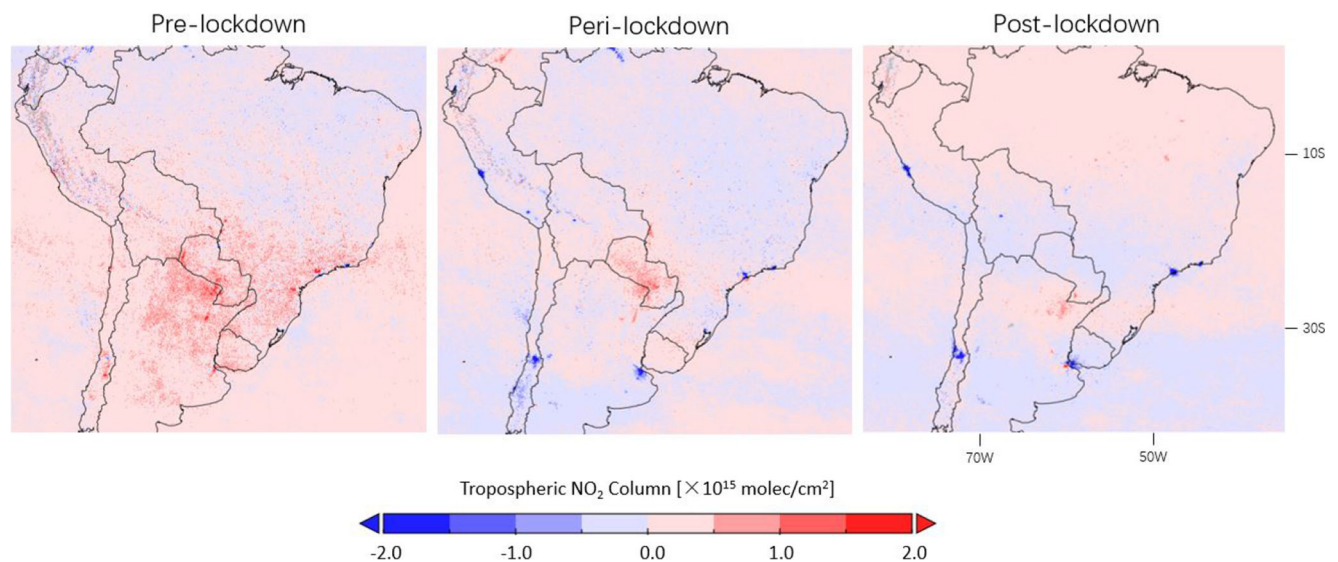 Pre-lockdown
Peri-lockdown
Post-lockdown
10S
30S
70W
50W
Tropospheric NO₂ Column [×10¹⁵ molec/cm²]
-2.0 -1.0 0.0 1.0 2.0